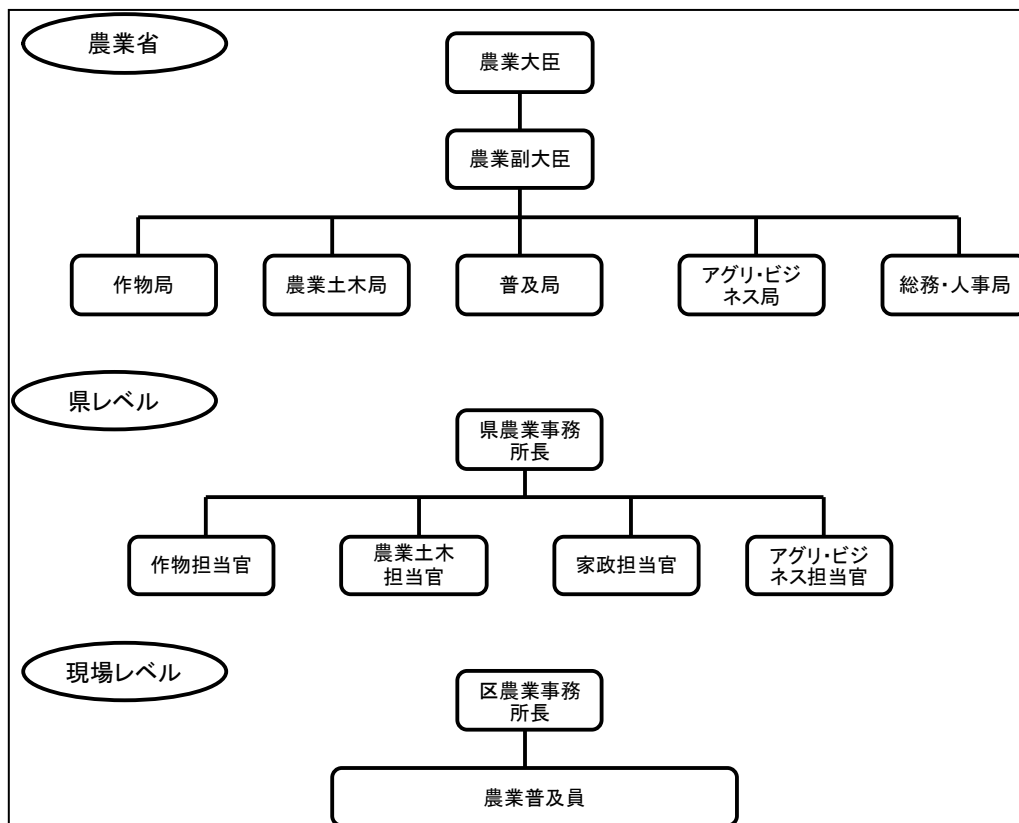 農業省
農業大臣
農業副大臣
作物局
農業土木局
普及局
アグリ・ビジ
ネス局
総務・人事局
県レベル
県農業事務
所長
作物担当官
農業土木
担当官
家政担当官
アグリ・ビジ
ネス担当官
現場レベル
区農業事務
所長
農業普及員